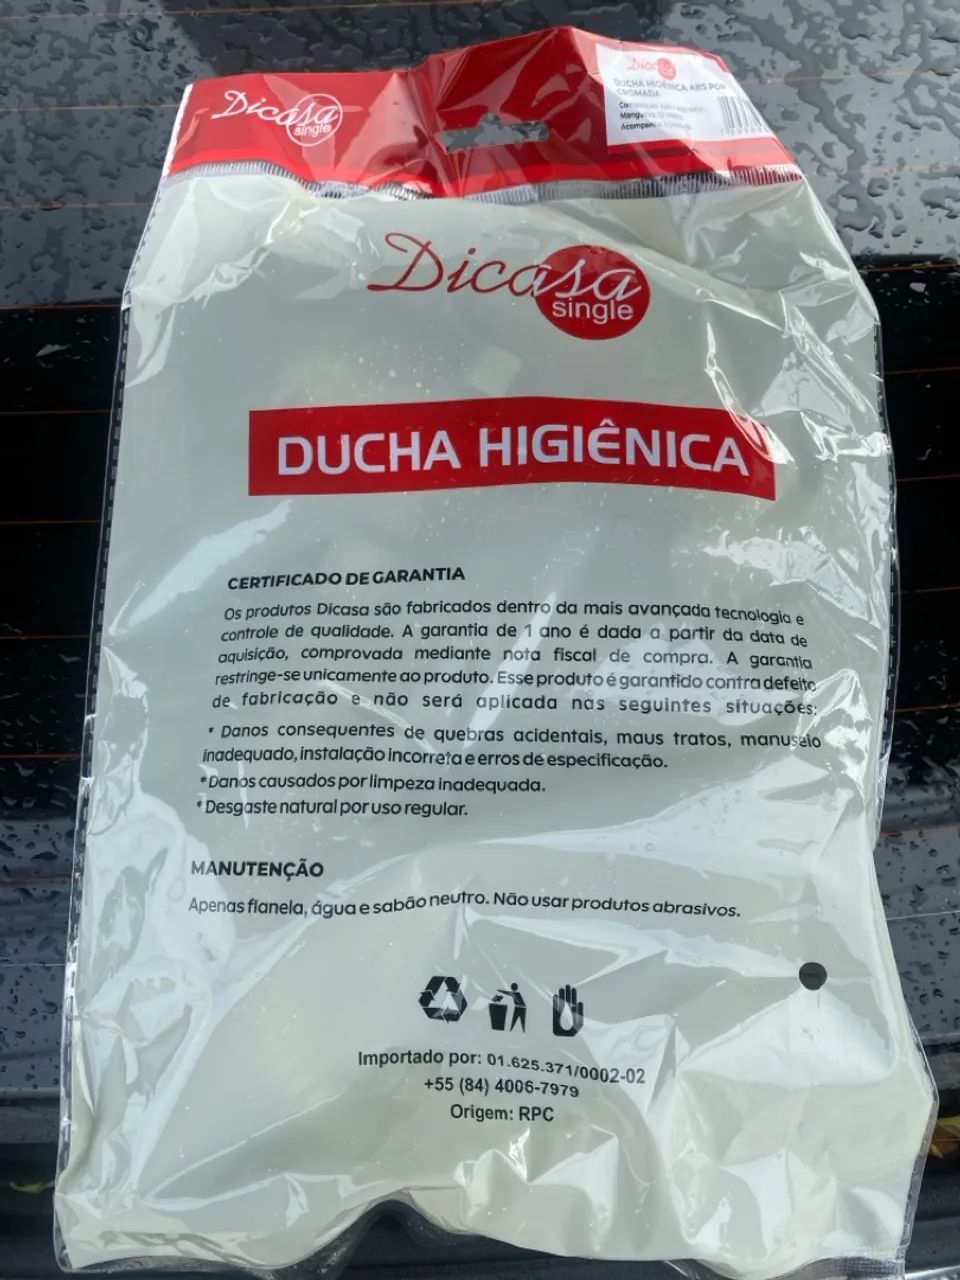 Dicasa
single
Dicasa
DUCHA HIGIÊNICA ABS
CROMADA
Dicasa
single
DUCHA HIGIÊNICA
CERTIFICADO DE GARANTIA
Os produtos Dicasa são fabricados dentro da mais avançada tecnologia e
controle de qualidade. A garantia de 1 ano é dada a partir da data de
aquisição, comprovada mediante nota fiscal de compra. A garantia
restringe-se unicamente ao produto. Esse produto é garantido contra defeito
de fabricação e não será aplicada nas seguintes situações:
* Danos consequentes de quebras acidentais, maus tratos, manuseio
inadequado, instalação incorreta e erros de especificação.
*Danos causados por limpeza inadequada.
* Desgaste natural por uso regular.
MANUTENÇÃO
Apenas flanela, água e sabão neutro. Não usar produtos abrasivos.
Importado por: 01.625.371/0002-02
+55 (84) 4006-7979
Origem: RPC